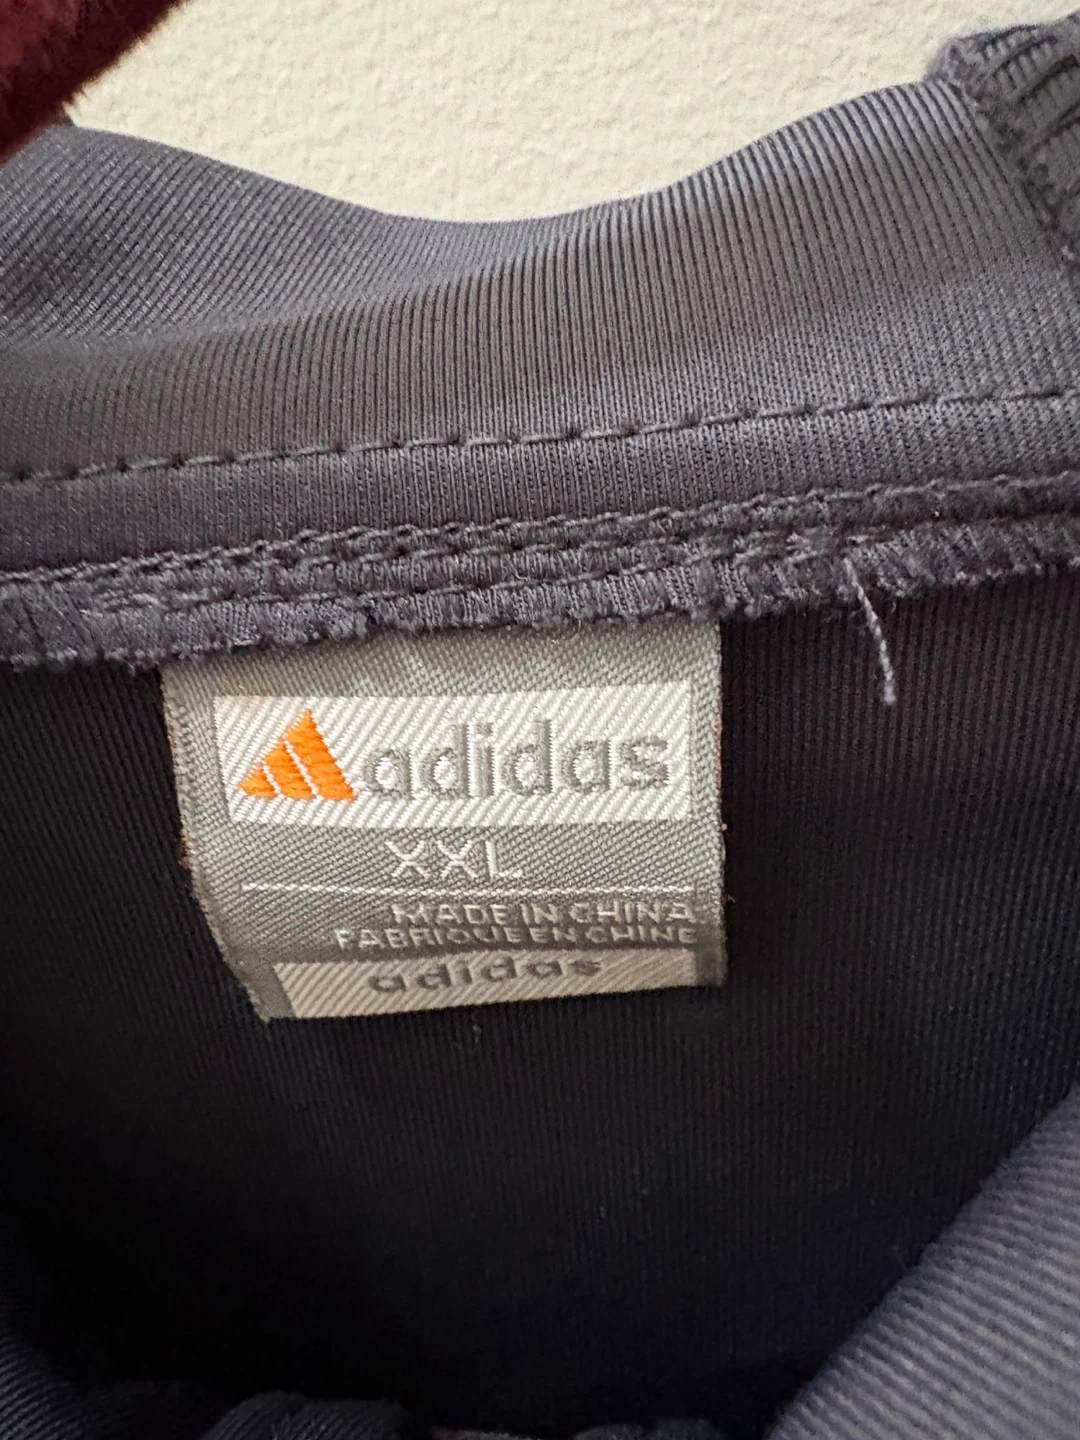 adidas
XXL
MADE IN CHINA
FABRIQUE EN CHINE
adidas